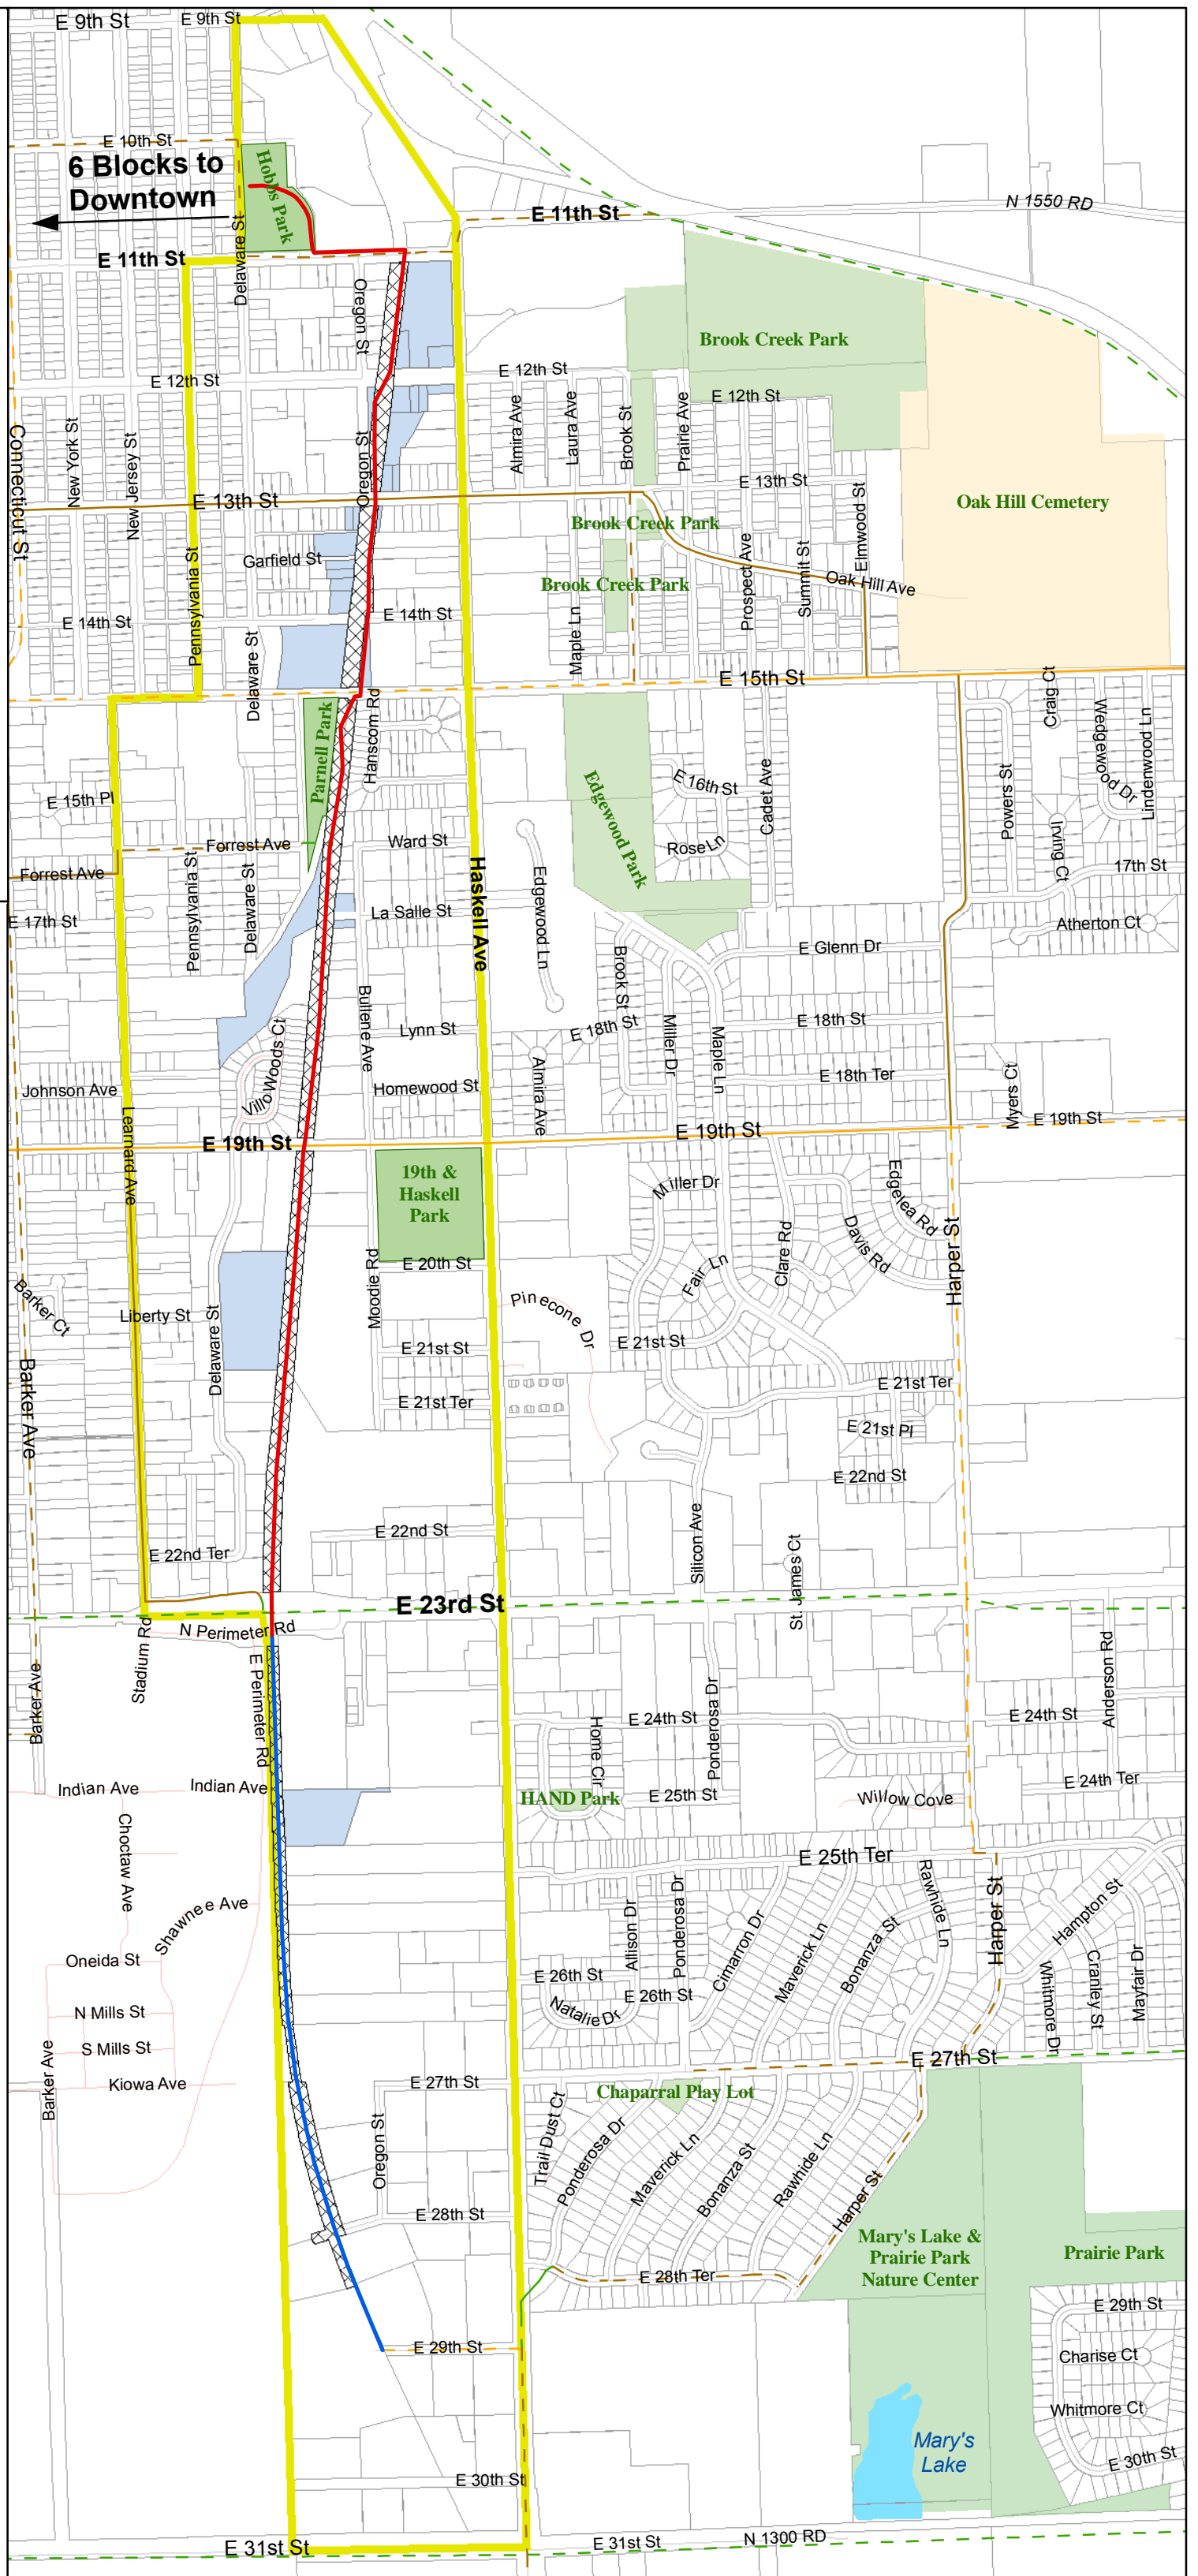 E 9th St
E 9th St
E 10th St
6 Blocks to
Downtown
Hobbs Park
N 1550 RD
E 11th St
Delaware St
E 11th St
Oregon St
Brook Creek Park
E 12th St
E 12th St
E 12th St
Connecticut St
New York St
New Jersey St
Oregon St
Almira Ave
Laura Ave
Brook St
Prairie Ave
E 13th St
E 13th St
Elmwood St
Oak Hill Cemetery
Brook Creek Park
Garfield St
Pennsylvania St
Brook Creek Park
Prospect Ave
Summit St
Oak Hill Ave
E 14th St
E 14th St
Maple Ln
Delaware St
E 15th St
Craig Ct
Parnell Park
Hanscom Rd
Wedgewood Dr
Lindenwood Ln
E 15th Pl
Edgewood Park
E 16th St
Cadet Ave
Powers St
Forrest Ave
Ward St
Rose Ln
Irving Ct
Forrest Ave
17th St
Pennsylvania St
Delaware St
Haskell Ave
Edgewood Ln
E 17th St
La Salle St
Atherton Ct
E Glenn Dr
Brook St
Bullene Ave
Lynn St
E 18th St
Miller Dr
Maple Ln
E 18th St
Villo Woods Ct
Johnson Ave
Homewood St
Almira Ave
E 18th Ter
Myers Ct
Learnard Ave
E 19th St
E 19th St
E 19th St
19th &
Haskell
Park
Miller Dr
Edgelea Rd
Davis Rd
Clare Rd
Harper St
Moodie Rd
E 20th St
Fair Ln
Barker Ct
Liberty St
Delaware St
Pinecone Dr
E 21st St
E 21st St
Barker Ave
E 21st Ter
E 21st Ter
E 21st Pl
E 22nd St
E 22nd St
Silicon Ave
St. James Ct
E 22nd Ter
E 23rd St
Stadium Rd
N Perimeter Rd
E Perimeter Rd
Barker Ave
Home Cir
Ponderosa Dr
E 24th St
E 24th St
Anderson Rd
Indian Ave
Indian Ave
HAND Park
E 25th St
Willow Cove
E 24th Ter
Choctaw Ave
E 25th Ter
Shawnee Ave
Allison Dr
Ponderosa Dr
Cimarron Dr
Maverick Ln
Bonanza St
Rawhide Ln
Harper St
Hampton St
Oneida St
E 26th St
E 26th St
Natalie Dr
Whitmore Dr
Cranley St
Mayfair Dr
N Mills St
S Mills St
Barker Ave
Kiowa Ave
E 27th St
E 27th St
Chaparral Play Lot
Oregon St
Trail Dust Ct
Ponderosa Dr
Maverick Ln
Bonanza St
Rawhide Ln
Harper St
E 28th St
Mary's Lake &
Prairie Park
Nature Center
Prairie Park
E 28th Ter
E 29th St
E 29th St
Charise Ct
Whitmore Ct
Mary's
Lake
E 30th St
E 30th St
E 31st St
E 31st St
N 1300 RD